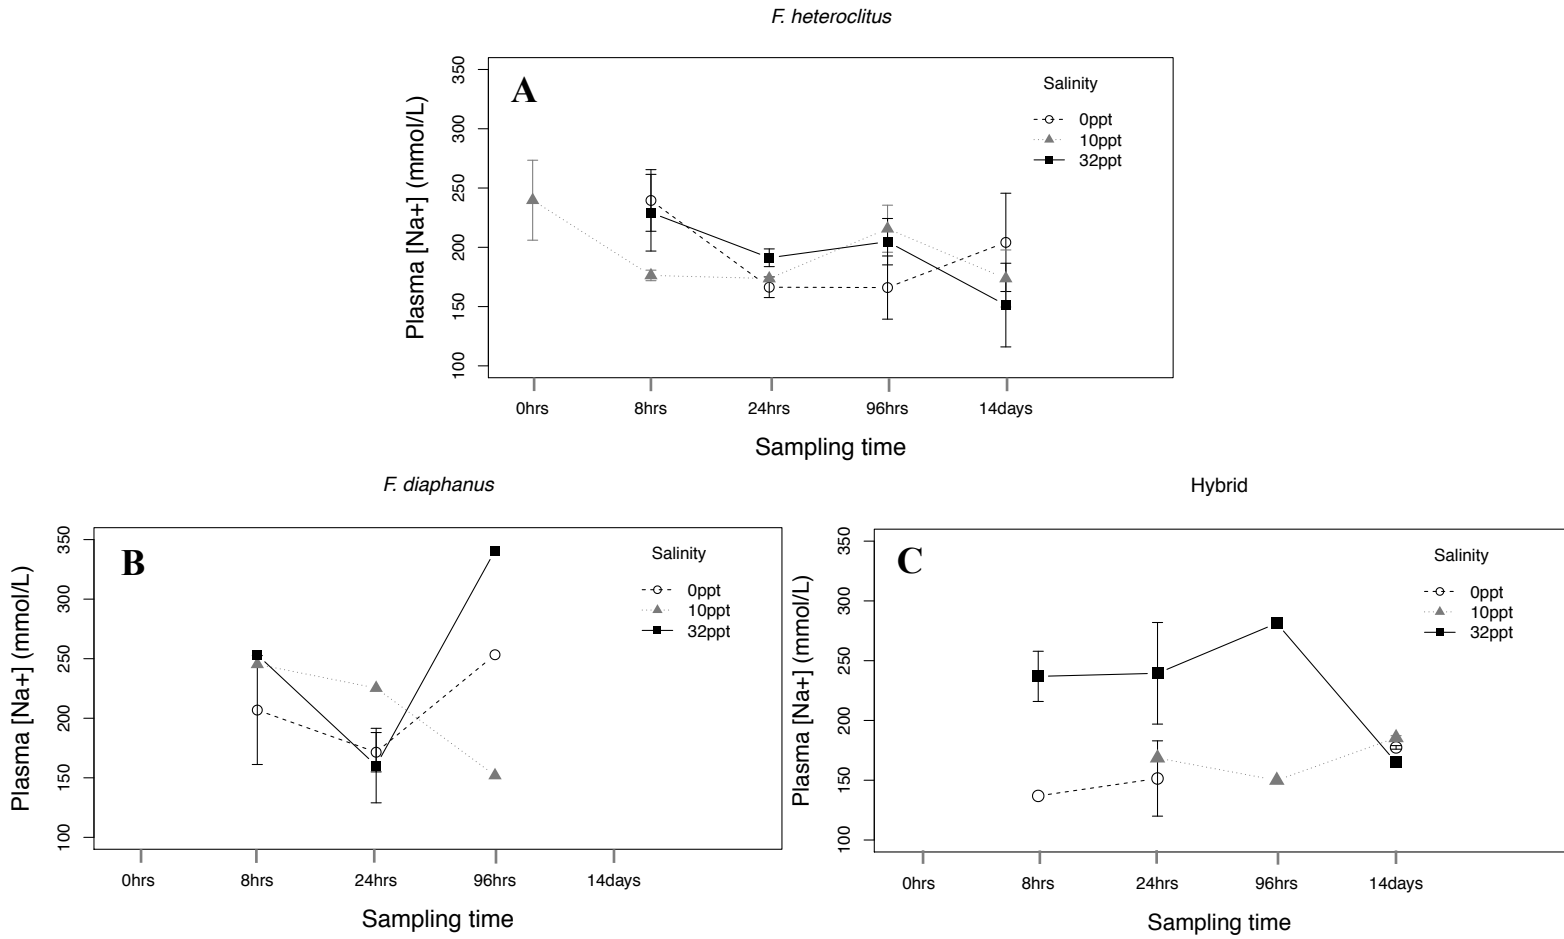 F. heteroclitus
A
Plasma [Na+] (mmol/L)
350
300
250
200
150
100
Salinity
0ppt
10ppt
32ppt
0hrs 8hrs 24hrs 96hrs 14days
Sampling time
F. diaphanus
B
Plasma [Na+] (mmol/L)
350
300
250
200
150
100
Salinity
0ppt
10ppt
32ppt
0hrs 8hrs 24hrs 96hrs 14days
Sampling time
Hybrid
C
Plasma [Na+] (mmol/L)
350
300
250
200
150
100
Salinity
0ppt
10ppt
32ppt
0hrs 8hrs 24hrs 96hrs 14days
Sampling time